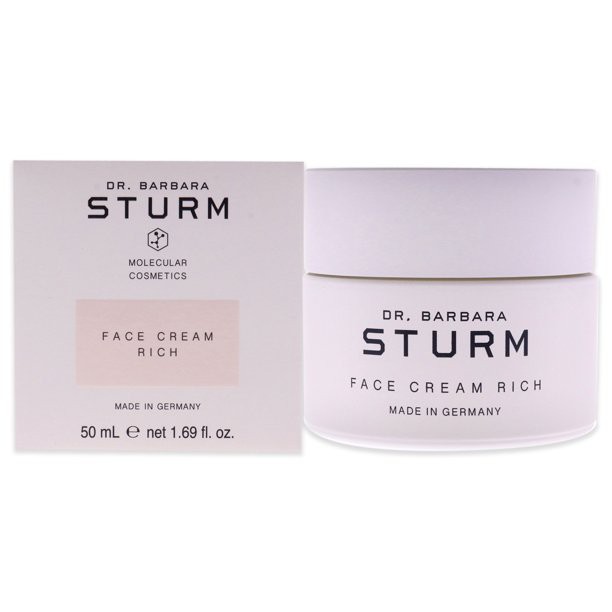 DR. BARBARA
STURM
MOLECULAR
COSMETICS
FACE CREAM
RICH
MADE IN GERMANY
50 mL ℮ net 1.69 fl. oz.
DR. BARBARA
STURM
FACE CREAM RICH
MADE IN GERMANY